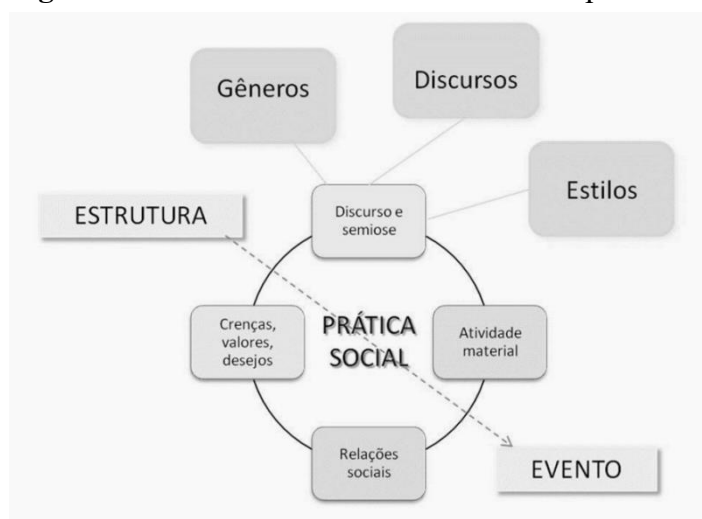 Gêneros
Discursos
Estilos
ESTRUTURA
Discurso e
semiose
Crenças,
valores,
desejos
PRÁTICA
SOCIAL
Atividade
material
Relações
sociais
EVENTO